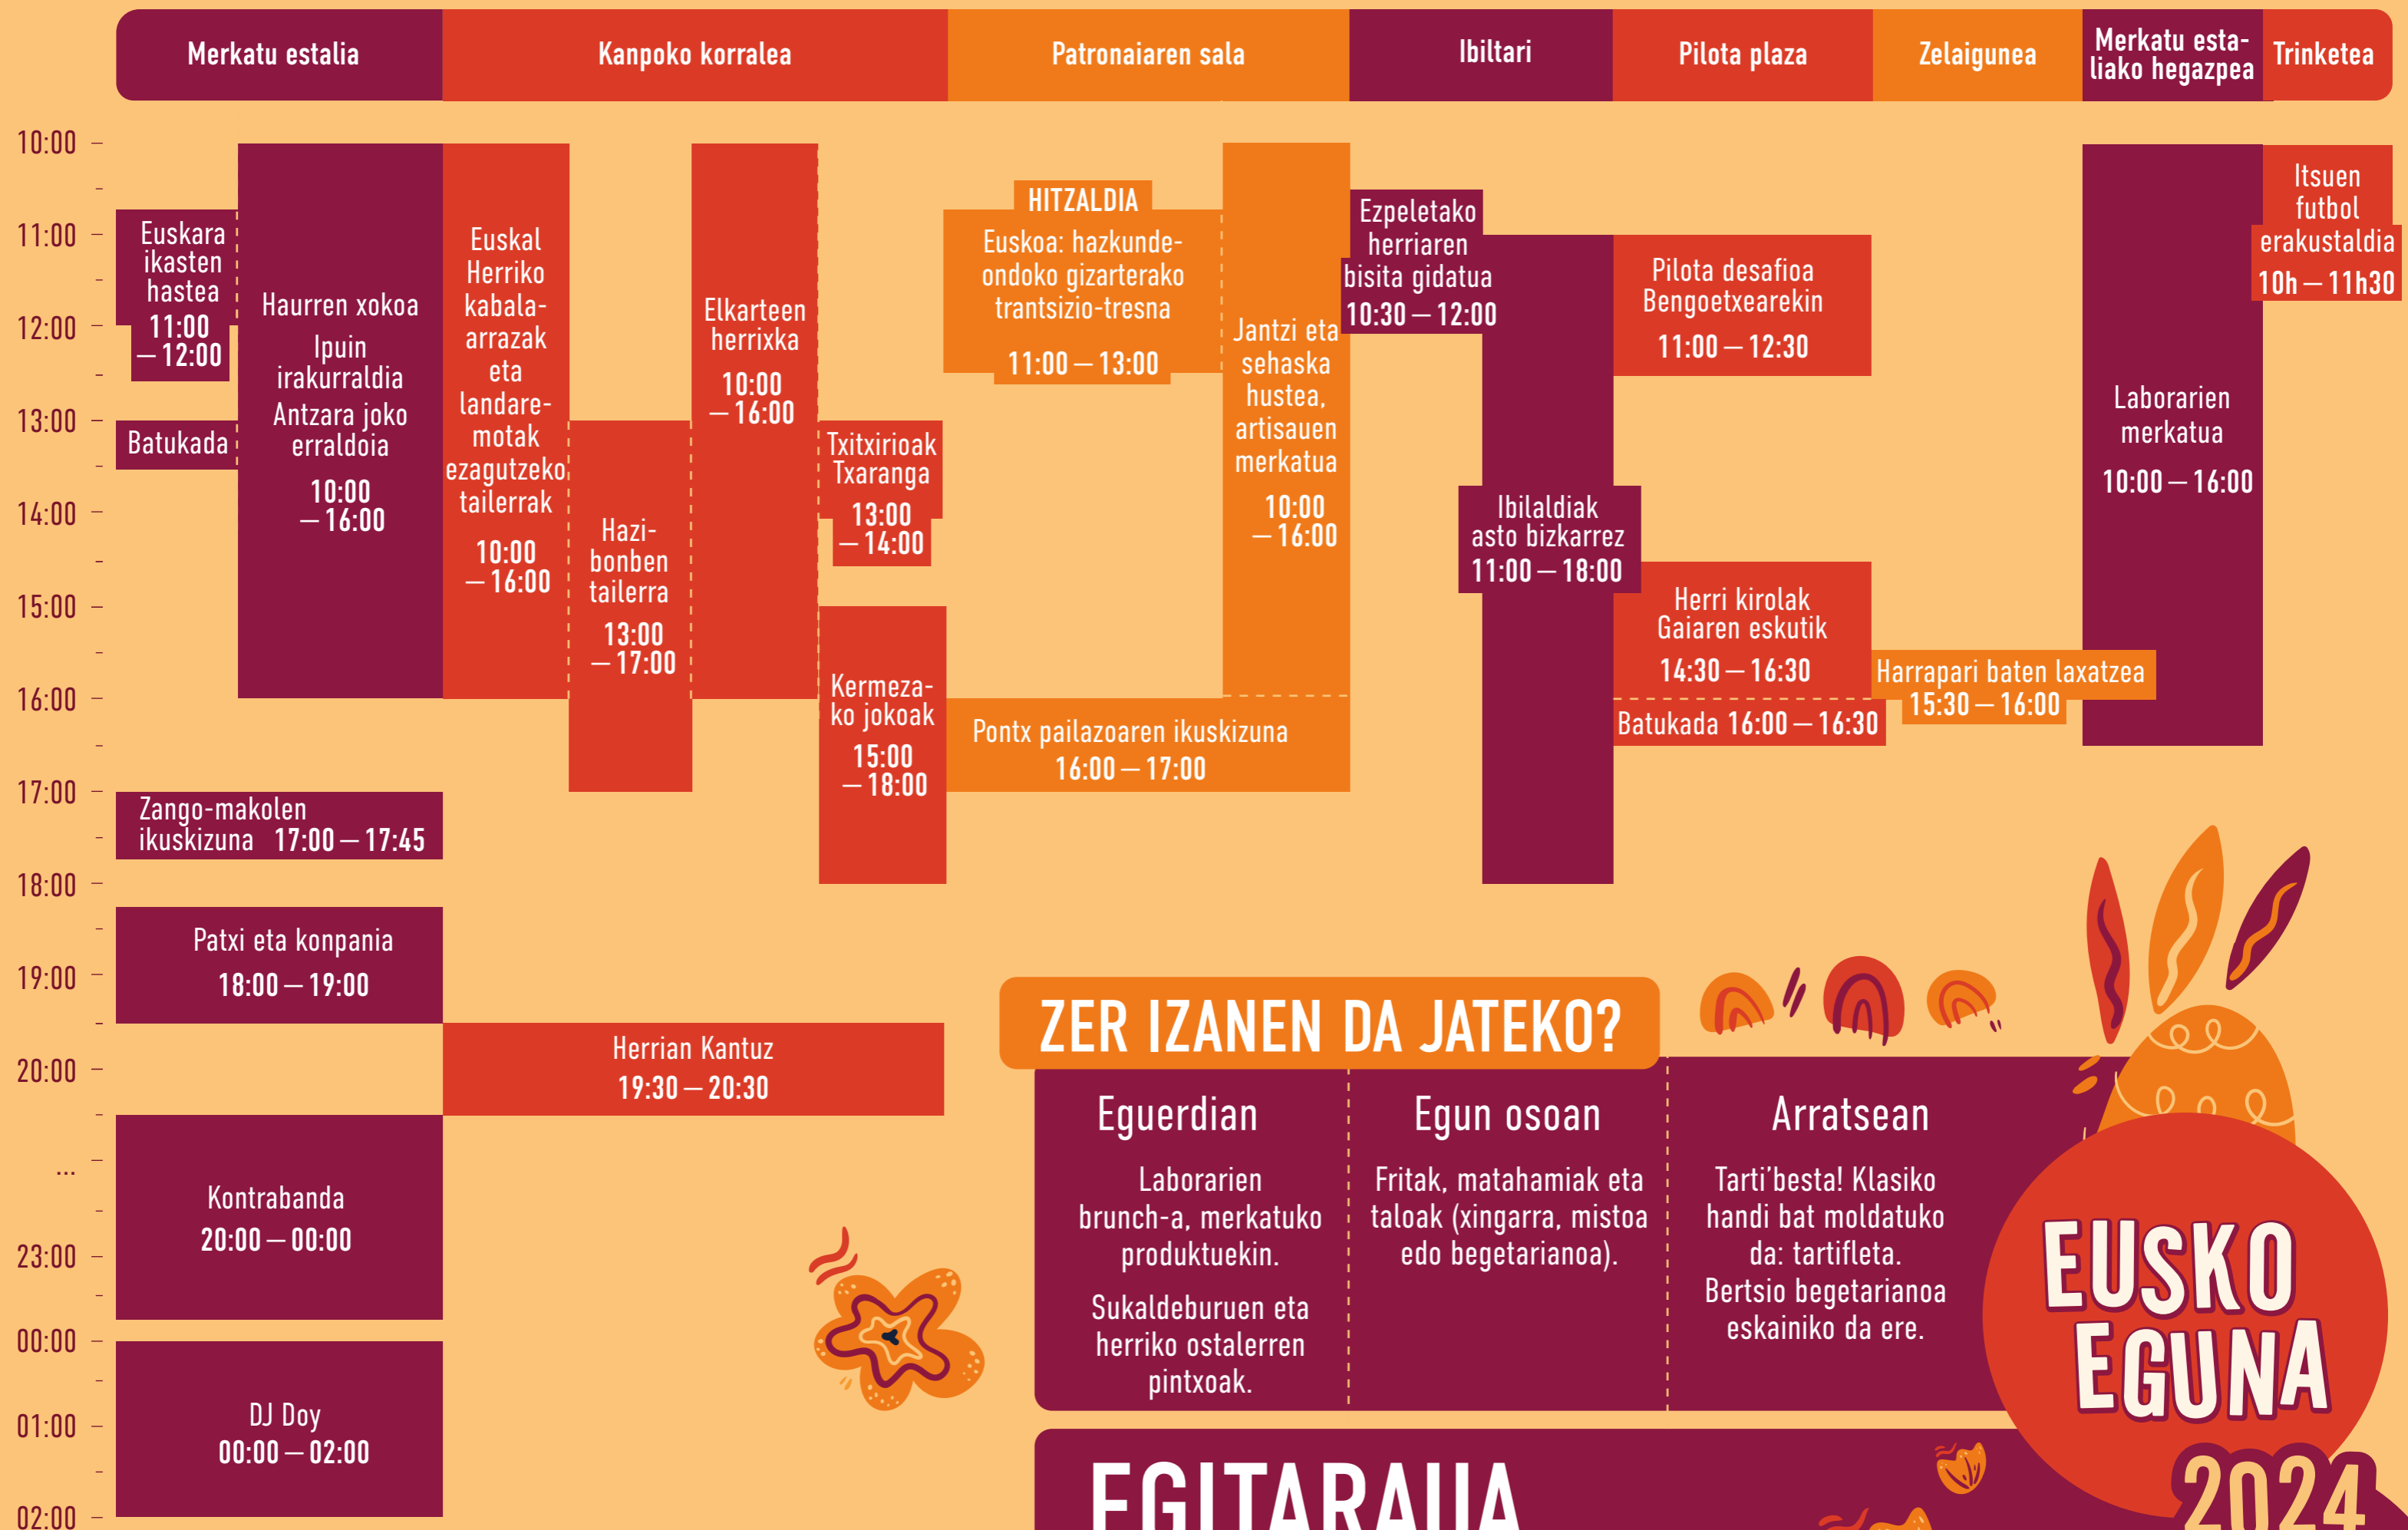 Merkatu estalia
Kanpoko korralea
Patronaiaren sala
Ibiltari
Pilota plaza
Zelaigunea
Merkatu esta-
liako hegazpea
Trinketea
10:00
11:00
12:00
13:00
14:00
15:00
16:00
17:00
18:00
19:00
20:00
...
23:00
00:00
01:00
02:00
Euskara
ikasten
hastea
11:00
— 12:00
Batukada
Haurren xokoa
Ipuin
irakurraldia
Antzara joko
erraldoia
10:00
— 16:00
Zango-makolen
ikuskizuna 17:00 — 17:45
Patxi eta konpania
18:00 — 19:00
Kontrabanda
20:00 — 00:00
DJ Doy
00:00 — 02:00
Euskal
Herriko
kabala-
arrazak
eta
landare-
motak
ezagutzeko
tailerrak
10:00
— 16:00
Hazi-
bonben
tailerra
13:00
— 17:00
Elkarteen
herrixka
10:00
— 16:00
Txitxirioak
Txaranga
13:00
— 14:00
Kermeza-
ko jokoak
15:00
— 18:00
Herrian Kantuz
19:30 — 20:30
HITZALDIA
Euskoa: hazkunde-
ondoko gizarterako
trantsizio-tresna
11:00 — 13:00
Jantzi eta
sehaska
hustea,
artisauen
merkatua
10:00
— 16:00
Pontx pailazoaren ikuskizuna
16:00 — 17:00
Ezpeletako
herriaren
bisita gidatua
10:30 — 12:00
Ibilaldiak
asto bizkarrez
11:00 — 18:00
Pilota desafioa
Bengoetxearekin
11:00 — 12:30
Herri kirolak
Gaiaren eskutik
14:30 — 16:30
Batukada 16:00 — 16:30
Harrapari baten laxatzea
15:30 — 16:00
Laborarien
merkatua
10:00 — 16:00
Itsuen
futbol
erakustaldia
10h — 11h30
ZER IZANEN DA JATEKO?
Eguerdian
Laborarien
brunch-a, merkatuko
produktuekin.
Sukaldeburuen eta
herriko ostalerren
pintxoak.
Egun osoan
Fritak, matahamiak eta
taloak (xingarra, mistoa
edo begetarianoa).
Arratsean
Tarti'besta! Klasiko
handi bat moldatuko
da: tartifleta.
Bertsio begetarianoa
eskainiko da ere.
EUSKO
EGUNA
2024
EGITARAUA